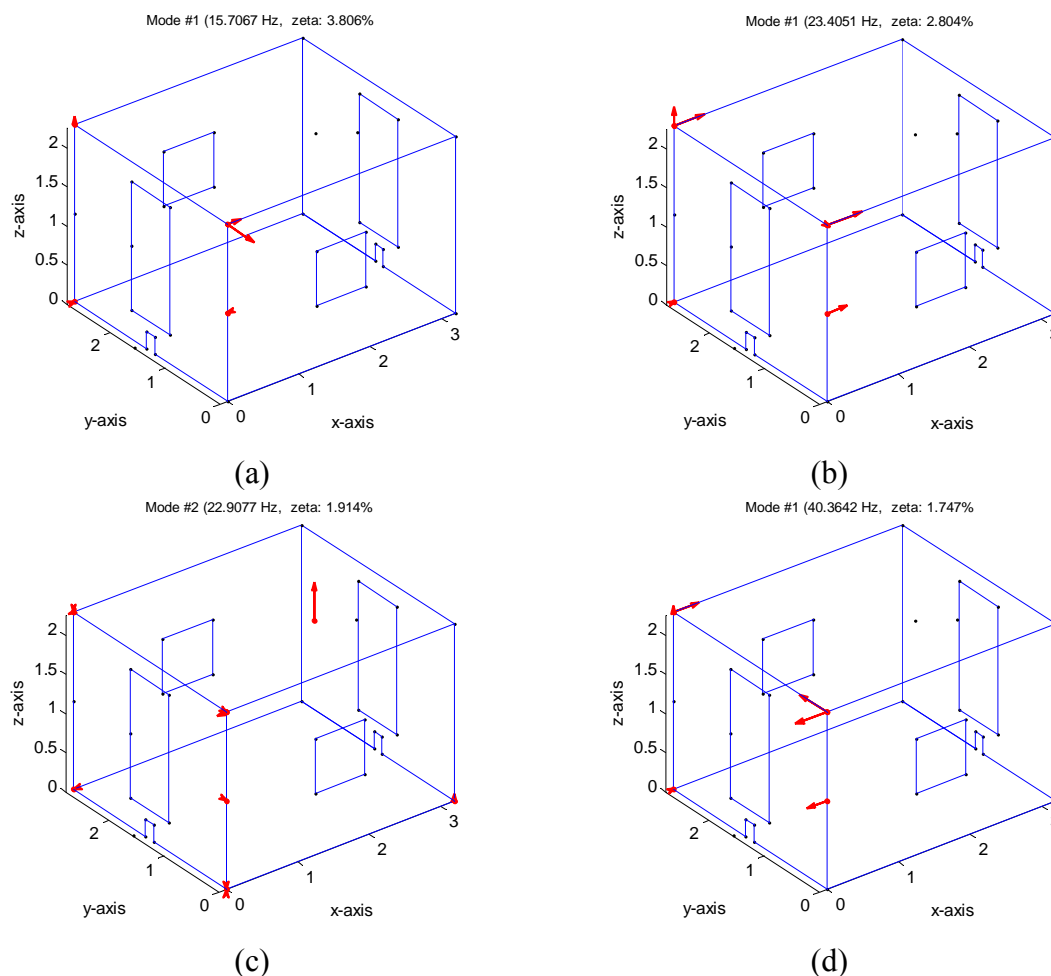 Mode #1 (15.7067 Hz, zeta: 3.806%
z-axis
2
1.5
1
0.5
0
2
1
0
y-axis
0
1
2
3
x-axis
(a)
Mode #1 (23.4051 Hz, zeta: 2.804%
z-axis
2
1.5
1
0.5
0
2
1
0
y-axis
0
1
2
(b)
x-axis
Mode #2 (22.9077 Hz, zeta: 1.914%
z-axis
2
1.5
1
0.5
0
2
1
0
y-axis
0
1
2
3
x-axis
(c)
Mode #1 (40.3642 Hz, zeta: 1.747%
z-axis
2
1.5
1
0.5
0
2
1
0
y-axis
0
1
2
x-axis
(d)